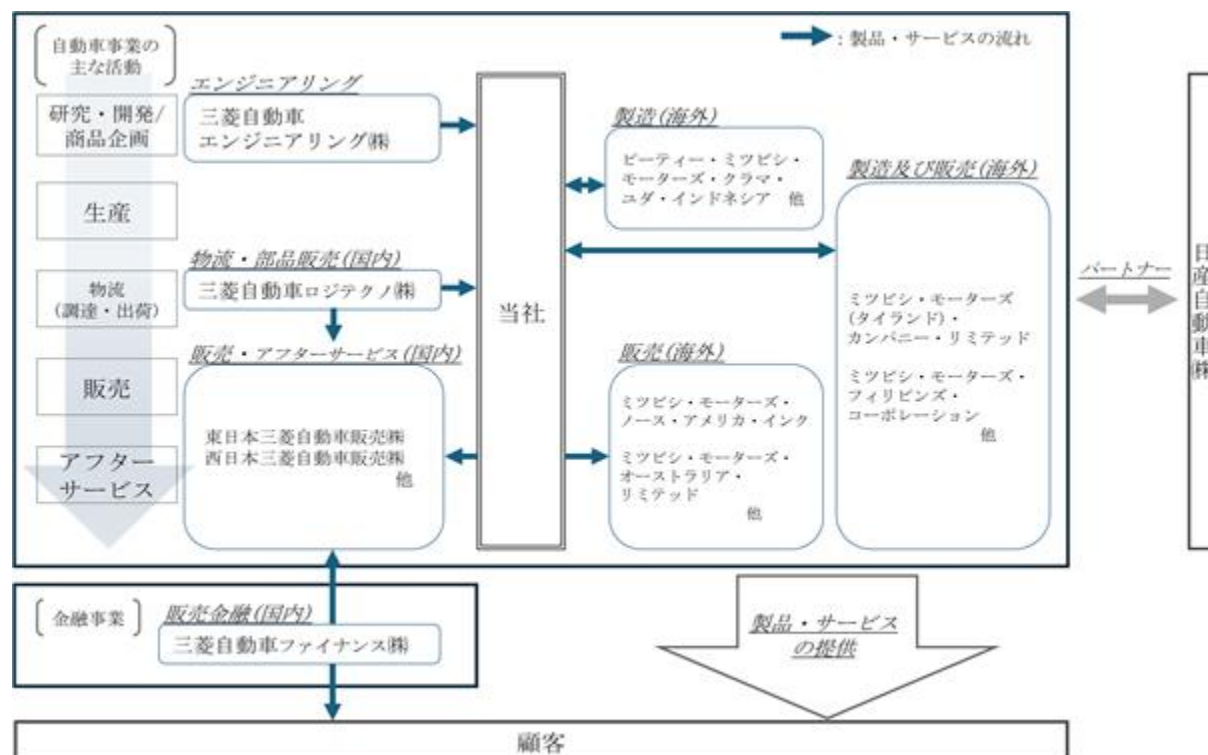 自動車事業の
主な活動
：製品・サービスの流れ
研究・開発/
商品企画
生産
物流
(調達・出荷)
販売
アフター
サービス
エンジニアリング
三菱自動車
エンジニアリング㈱
物流・部品販売(国内)
三菱自動車ロジテクノ㈱
販売・アフターサービス(国内)
東日本三菱自動車販売㈱
西日本三菱自動車販売㈱
他
当社
製造(海外)
ピーティー・ミツビシ・
モーターズ・クラマ・
ユダ・インドネシア 他
販売(海外)
ミツビシ・モーターズ・
ノース・アメリカ・インク
ミツビシ・モーターズ・
オーストラリア・
リミテッド
他
製造及び販売(海外)
ミツビシ・モーターズ
(タイランド)・
カンパニー・リミテッド
ミツビシ・モーターズ・
フィリピンズ・
コーポレーション
他
パートナー
日産自動車㈱
金融事業
販売金融(国内)
三菱自動車ファイナンス㈱
製品・サービス
の提供
顧客